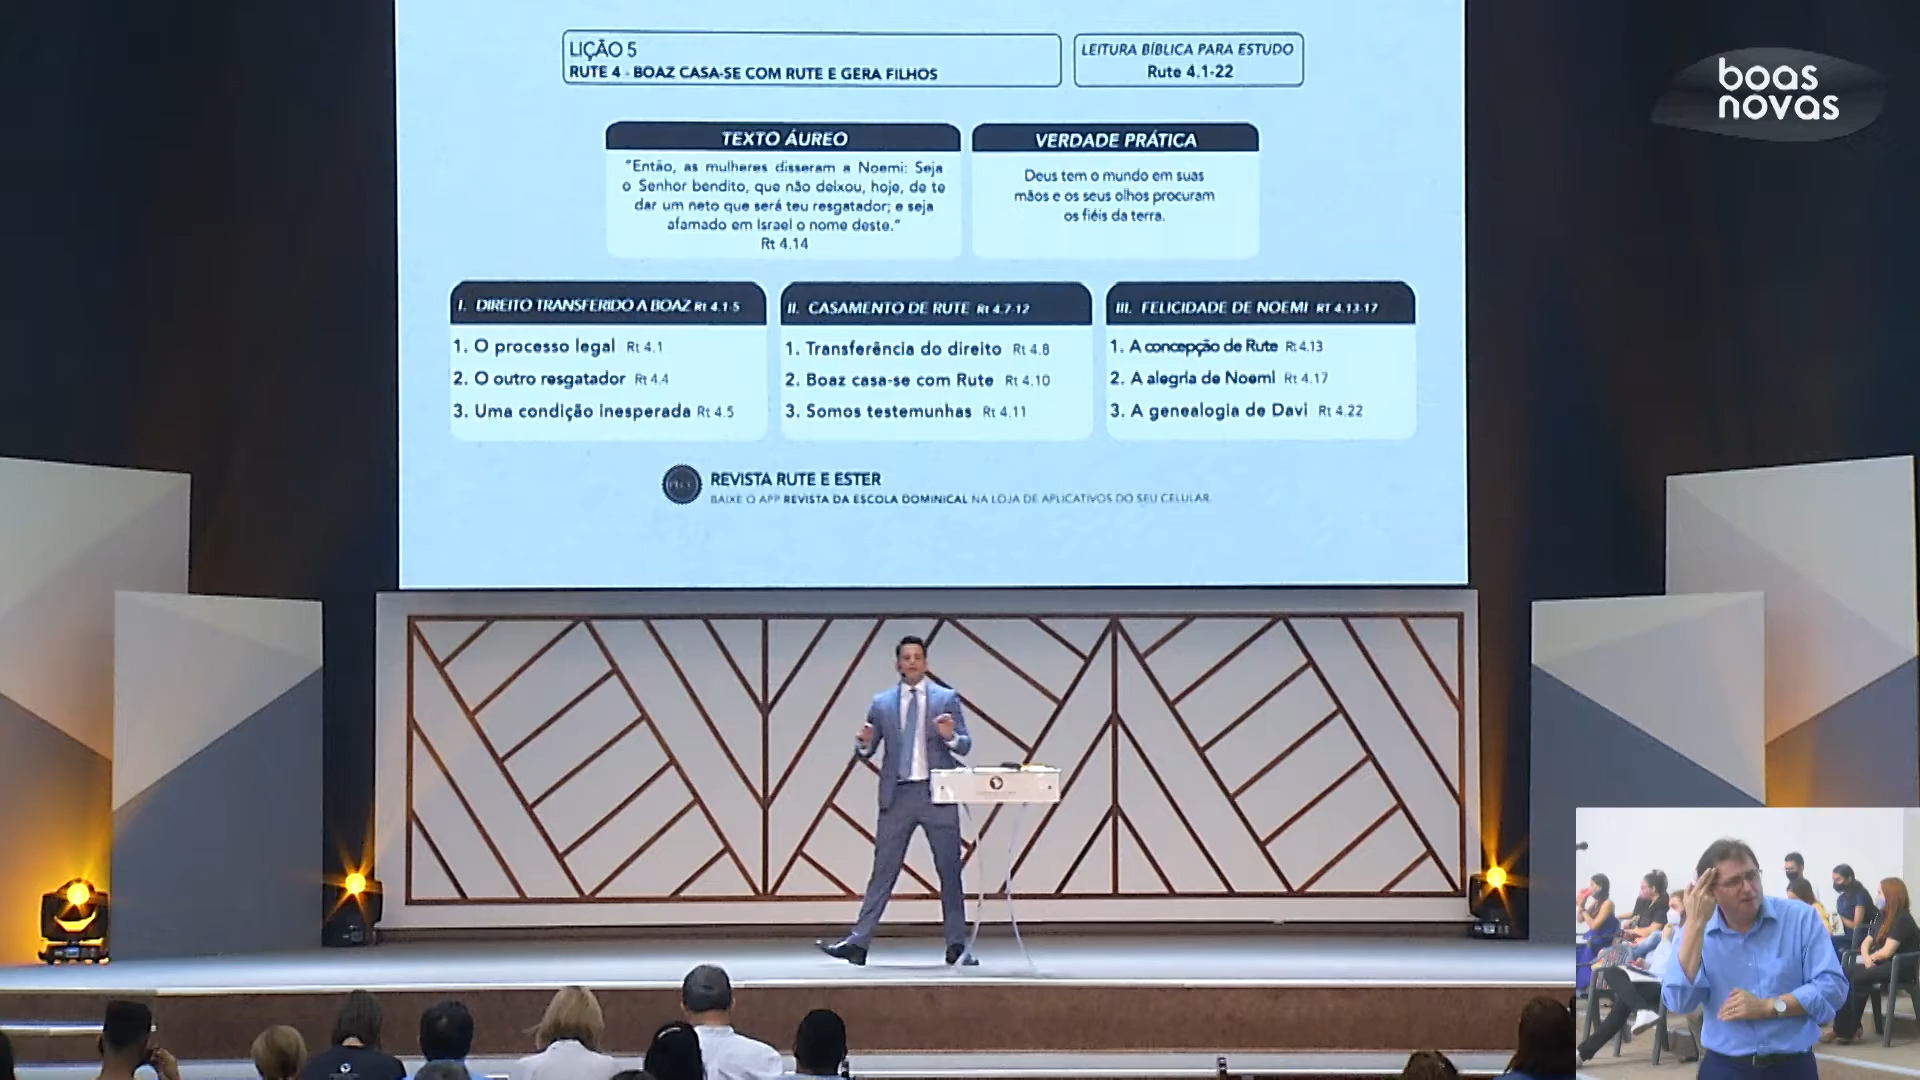 LIÇÃO 5
RUTE 4 - BOAZ CASA-SE COM RUTE E GERA FILHOS
LEITURA BÍBLICA PARA ESTUDO
Rute 4.1-22
boas
novas
TEXTO ÁUREO
"Então, as mulheres disseram a Noemi: Seja
o Senhor bendito, que não deixou, hoje, de te
dar um neto que será teu resgatador; e seja
afamado em Israel o nome deste."
Rt 4.14
VERDADE PRÁTICA
Deus tem o mundo em suas
mãos e os seus olhos procuram
os fiéis da terra.
I. DIREITO TRANSFERIDO A BOAZ Rt 4.1-5
1. O processo legal Rt 4.1
2. O outro resgatador Rt 4.4
3. Uma condição inesperada Rt 4.5
II. CASAMENTO DE RUTE Rt 4.7-12
1. Transferência do direito Rt 4.8
2. Boaz casa-se com Rute Rt 4.10
3. Somos testemunhas Rt 4.11
III. FELICIDADE DE NOEMI RT 4.13-17
1. A concepção de Rute Rt 4.13
2. A alegria de Noemi Rt 4.17
3. A genealogia de Davi Rt 4.22
REVISTA RUTE E ESTER
BAIXE O APP REVISTA DA ESCOLA DOMINICAL NA LOJA DE APLICATIVOS DO SEU CELULAR.